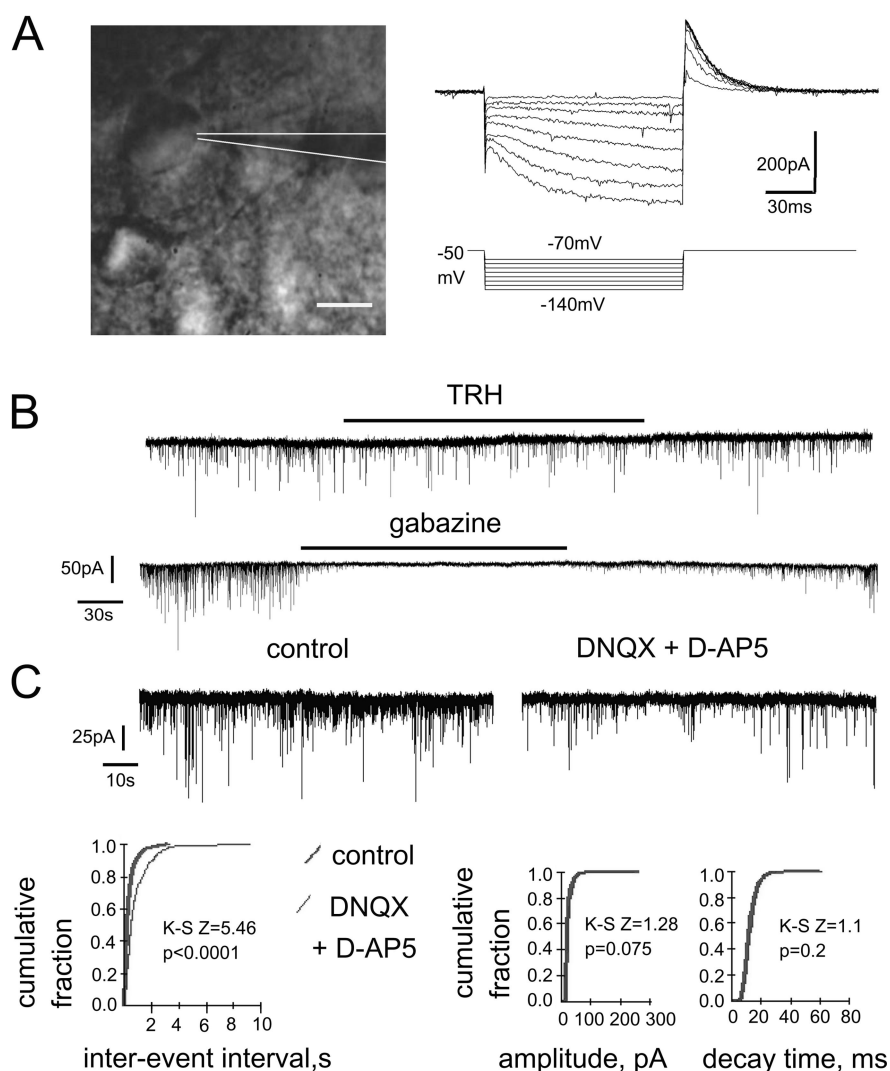 A
200pA
30ms
-70mV
-50
mV
-140mV
B
TRH
gabazine
50pA
30s
control
DNQX + D-AP5
C
25pA
10s
cumulative
fraction
1.0
0.8
0.6
0.4
0.2
0.0
K-S Z=5.46
p<0.0001
2 4 6 8 10
inter-event interval,s
control
DNQX
+ D-AP5
cumulative
fraction
1.0
0.8
0.6
0.4
0.2
0.0
K-S Z=1.28
p=0.075
0 100 200 300
amplitude, pA
1.0
0.8
0.6
0.4
0.2
0.0
K-S Z=1.1
p=0.2
0 20 40 60 80
decay time, ms